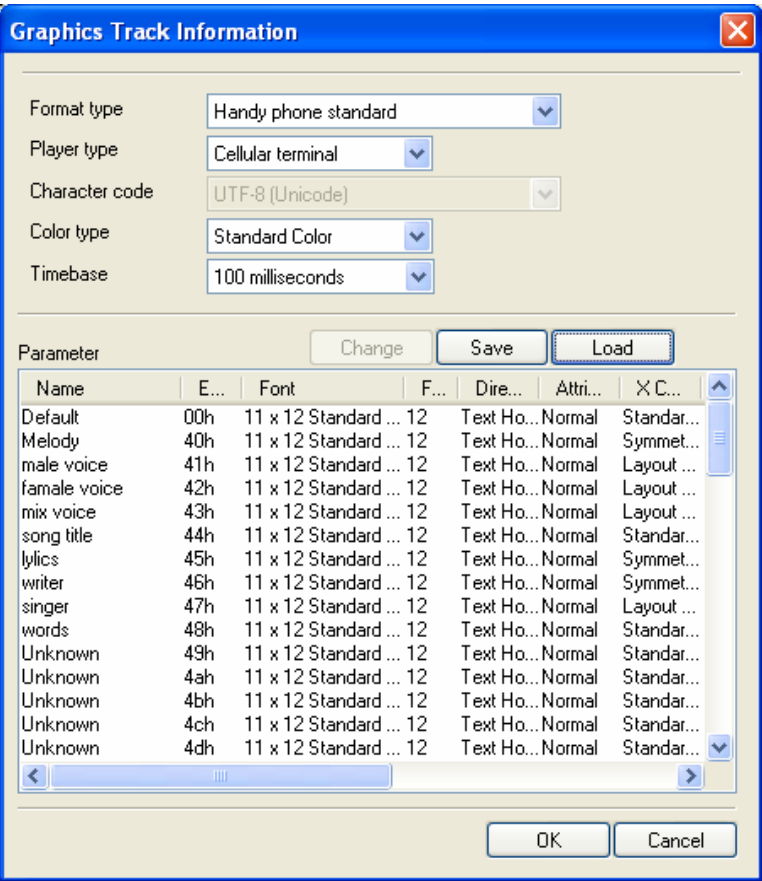 Graphics Track Information
Format type Handy phone standard
Player type Cellular terminal
Character code UTF-8 (Unicode)
Color type Standard Color
Timebase 100 milliseconds
Parameter Change Save Load
Name E... Font F... Dire... Attri... X C...
Default 00h 11 x 12 Standard ... 12 Text Ho... Normal Standar...
Melody 40h 11 x 12 Standard ... 12 Text Ho... Normal Symmet...
male voice 41h 11 x 12 Standard ... 12 Text Ho... Normal Layout ...
famale voice 42h 11 x 12 Standard ... 12 Text Ho... Normal Layout ...
mix voice 43h 11 x 12 Standard ... 12 Text Ho... Normal Layout ...
song title 44h 11 x 12 Standard ... 12 Text Ho... Normal Standar...
lylics 45h 11 x 12 Standard ... 12 Text Ho... Normal Symmet...
writer 46h 11 x 12 Standard ... 12 Text Ho... Normal Symmet...
singer 47h 11 x 12 Standard ... 12 Text Ho... Normal Layout ...
words 48h 11 x 12 Standard ... 12 Text Ho... Normal Standar...
Unknown 49h 11 x 12 Standard ... 12 Text Ho... Normal Standar...
Unknown 4ah 11 x 12 Standard ... 12 Text Ho... Normal Standar...
Unknown 4bh 11 x 12 Standard ... 12 Text Ho... Normal Standar...
Unknown 4ch 11 x 12 Standard ... 12 Text Ho... Normal Standar...
Unknown 4dh 11 x 12 Standard ... 12 Text Ho... Normal Standar...
OK Cancel